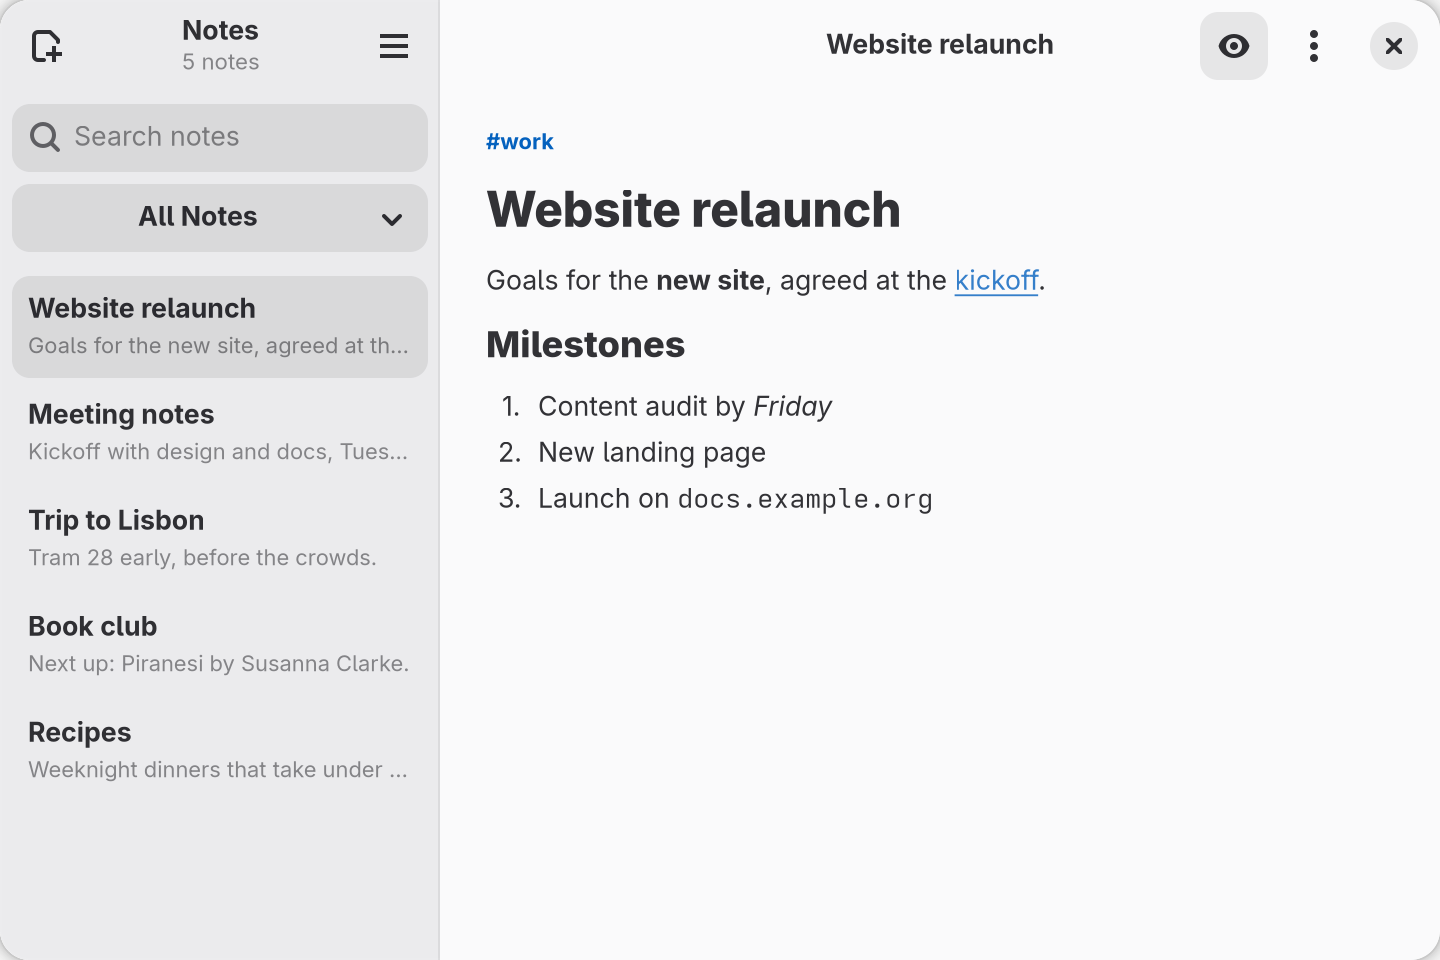 Notes
5 notes
Search notes
All Notes
Website relaunch
Goals for the new site, agreed at th...
Meeting notes
Kickoff with design and docs, Tues...
Trip to Lisbon
Tram 28 early, before the crowds.
Book club
Next up: Piranesi by Susanna Clarke.
Recipes
Weeknight dinners that take under ...
Website relaunch
#work
Website relaunch
Goals for the new site, agreed at the kickoff.
Milestones
1. Content audit by Friday
2. New landing page
3. Launch on docs.example.org